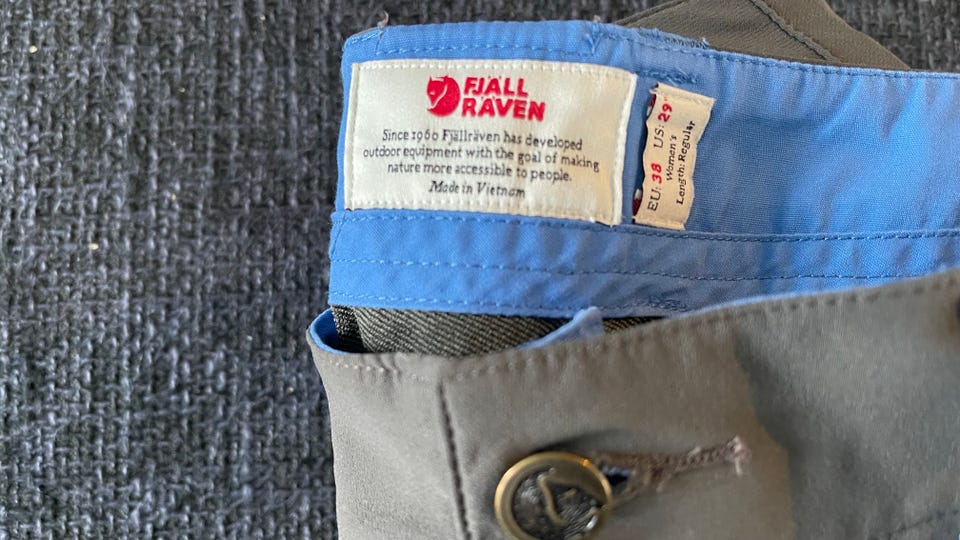 FJÄLL
RÄVEN
Since 1960 Fjällräven has developed
outdoor equipment with the goal of making
nature more accessible to people.
Made in Vietnam
EU: 38 US: 29"
Women's
Length: Regular